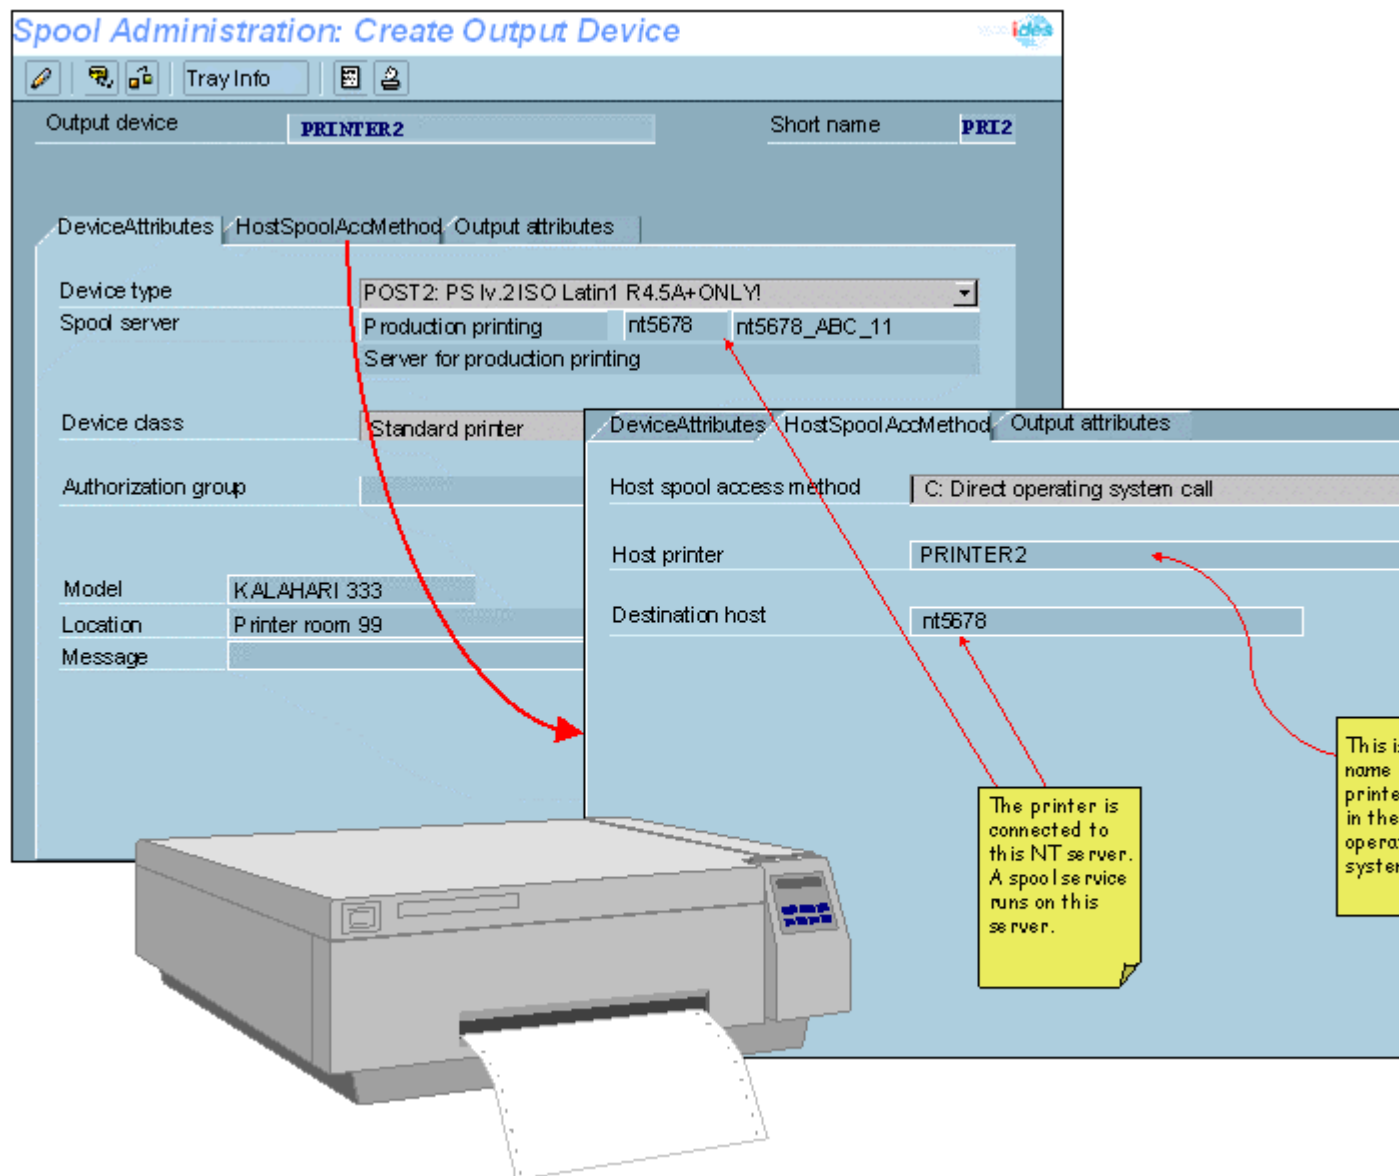 Spool Administration: Create Output Device
ides
Tray Info
Output device PRINTER2 Short name PRI2
DeviceAttributes HostSpoolAccMethod Output attributes
Device type POST2: PS lv.2 ISO Latin1 R4.5A+ONLY!
Spool server Production printing nt5678 nt5678_ABC_11
Server for production printing
Device class Standard printer
Authorization group
Model KALAHARI 333
Location Printer room 99
Message
DeviceAttributes HostSpoolAccMethod Output attributes
Host spool access method C: Direct operating system call
Host printer PRINTER2
Destination host nt5678
The printer is
connected to
this NT server.
A spool service
runs on this
server.
This
name
in the